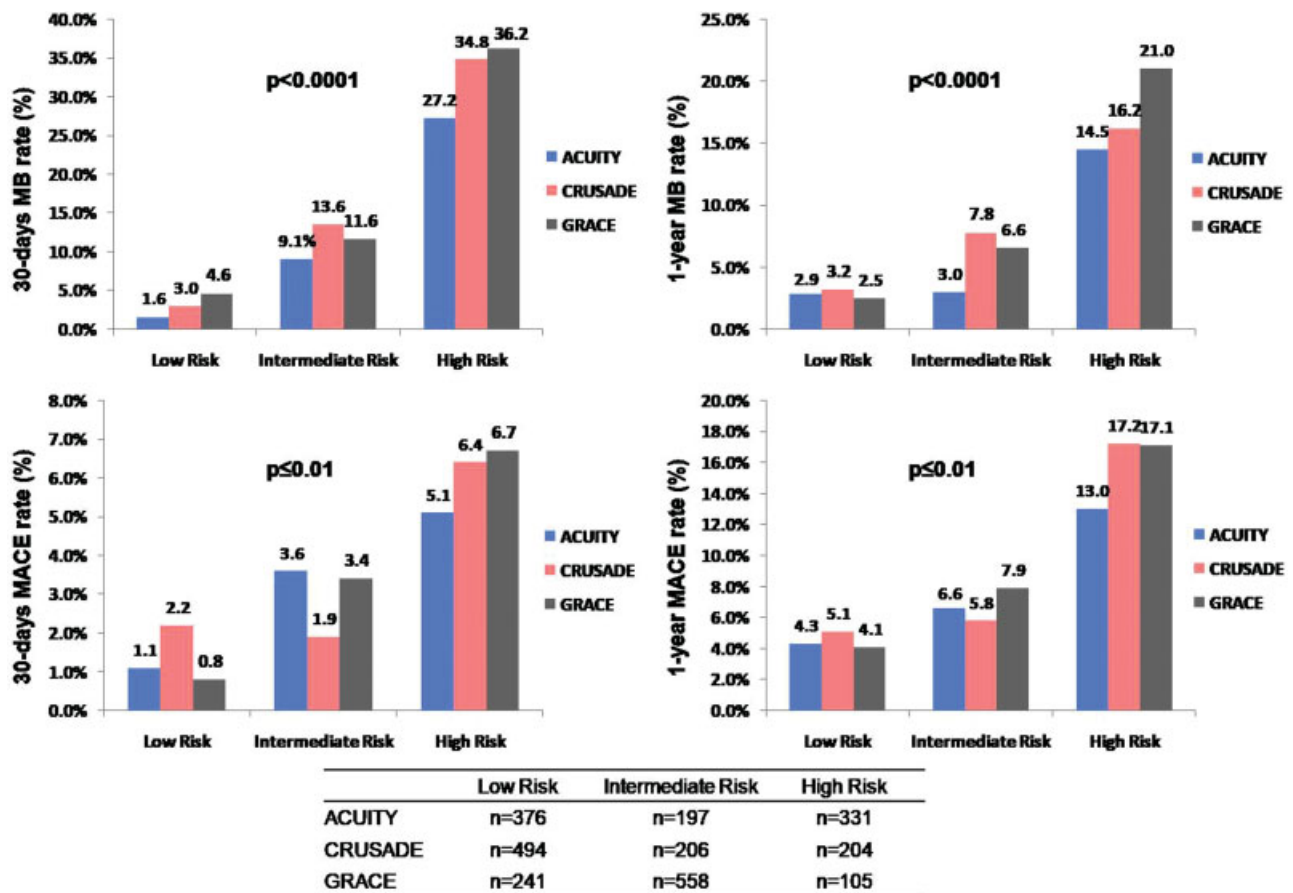 40.0%
35.0%
30.0%
25.0%
20.0%
15.0%
10.0%
5.0%
0.0%
30-days MB rate (%)
p<0.0001
1.6 3.0 4.6
9.1% 13.6 11.6
27.2 34.8 36.2
Low Risk Intermediate Risk High Risk
ACUITY
CRUSADE
GRACE
25.0%
20.0%
15.0%
10.0%
5.0%
0.0%
1-year MB rate (%)
p<0.0001
2.9 3.2 2.5
3.0 7.8 6.6
14.5 16.2 21.0
Low Risk Intermediate Risk High Risk
ACUITY
CRUSADE
GRACE
8.0%
7.0%
6.0%
5.0%
4.0%
3.0%
2.0%
1.0%
0.0%
30-days MACE rate (%)
p≤0.01
1.1 2.2 0.8
3.6 1.9 3.4
5.1 6.4 6.7
Low Risk Intermediate Risk High Risk
ACUITY
CRUSADE
GRACE
20.0%
18.0%
16.0%
14.0%
12.0%
10.0%
8.0%
6.0%
4.0%
2.0%
0.0%
1-year MACE rate (%)
p≤0.01
4.3 5.1 4.1
6.6 5.8 7.9
13.0 17.2 17.1
Low Risk Intermediate Risk High Risk
ACUITY
CRUSADE
GRACE
Low Risk Intermediate Risk High Risk
ACUITY n=376 n=197 n=331
CRUSADE n=494 n=206 n=204
GRACE n=241 n=558 n=105